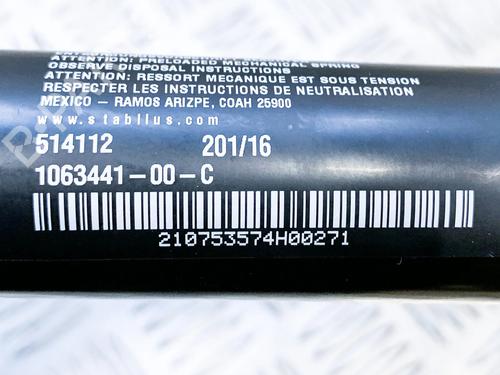 ATTENTION: PRELOADED MECHANICAL SPRING
OBSERVE DISPOSAL INSTRUCTIONS
ATTENTION: RESSORT MECANIQUE EST SOUS TENSION
RESPECTER LES INSTRUCTIONS DE NEUTRALISATION
MEXICO – RAMOS ARIZPE, COAH 25900
www.stabilus.com
514112 201/16
1063441-00-C
210753574H00271